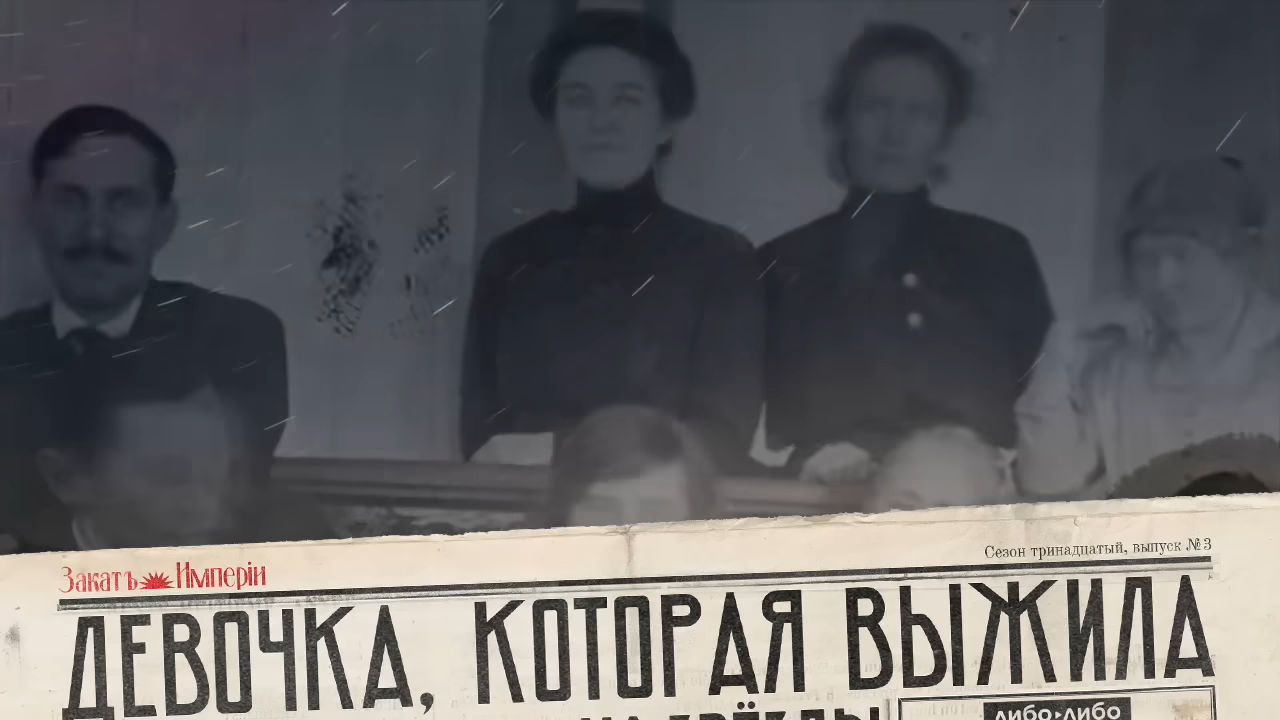 Закатъ Имперіи
Сезон тринадцатый, выпуск №3
ДЕВОЧКА, КОТОРАЯ ВЫЖИЛА
либо›либо